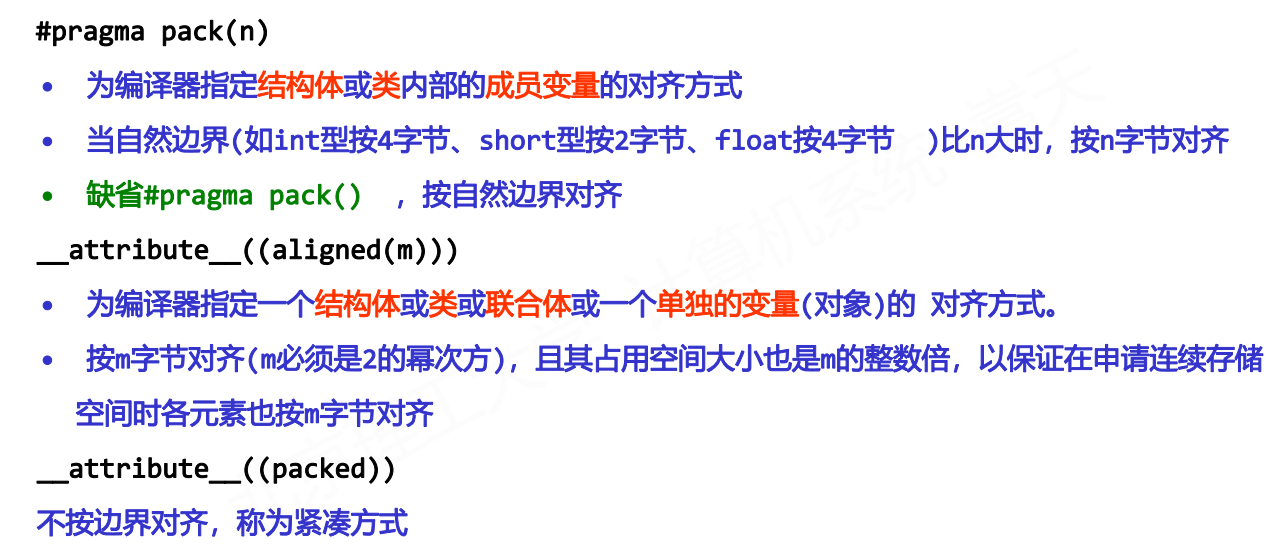 #pragma pack(n)
• 为编译器指定结构体或类内部的成员变量的对齐方式
• 当自然边界(如int型按4字节、short型按2字节、float按4字节 )比n大时，按n字节对齐
• 缺省#pragma pack() ，按自然边界对齐
__attribute__((aligned(m)))
• 为编译器指定一个结构体或类或联合体或一个单独的变量(对象)的 对齐方式。
• 按m字节对齐(m必须是2的幂次方)，且其占用空间大小也是m的整数倍，以保证在申请连续存储
空间时各元素也按m字节对齐
__attribute__((packed))
不按边界对齐，称为紧凑方式